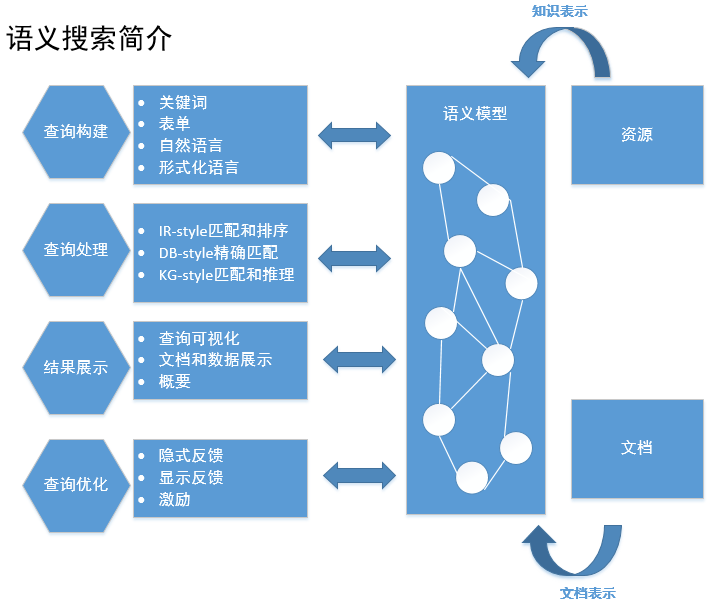 知识表示
语义搜索简介
查询构建
• 关键词
• 表单
• 自然语言
• 形式化语言
语义模型
资源
查询处理
• IR-style匹配和排序
• DB-style精确匹配
• KG-style匹配和推理
结果展示
• 查询可视化
• 文档和数据展示
• 概要
查询优化
• 隐式反馈
• 显示反馈
• 激励
文档
文档表示